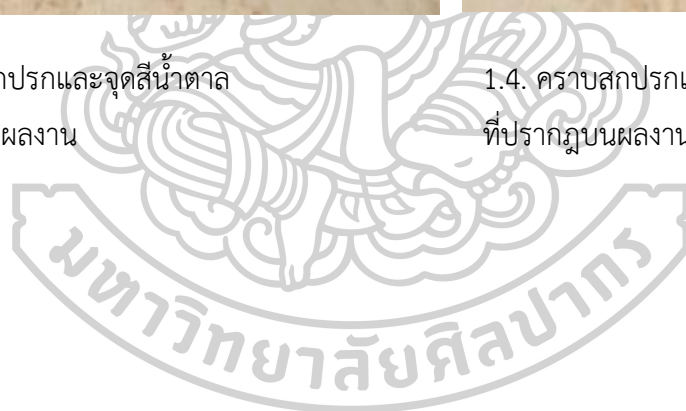 กปรกและจุดสีน้ำตาล
ผลงาน
1.4. คราบสกปรกแ
ที่ปรากฏบนผลงาน
มหาวิทยาลัยศิลปากร